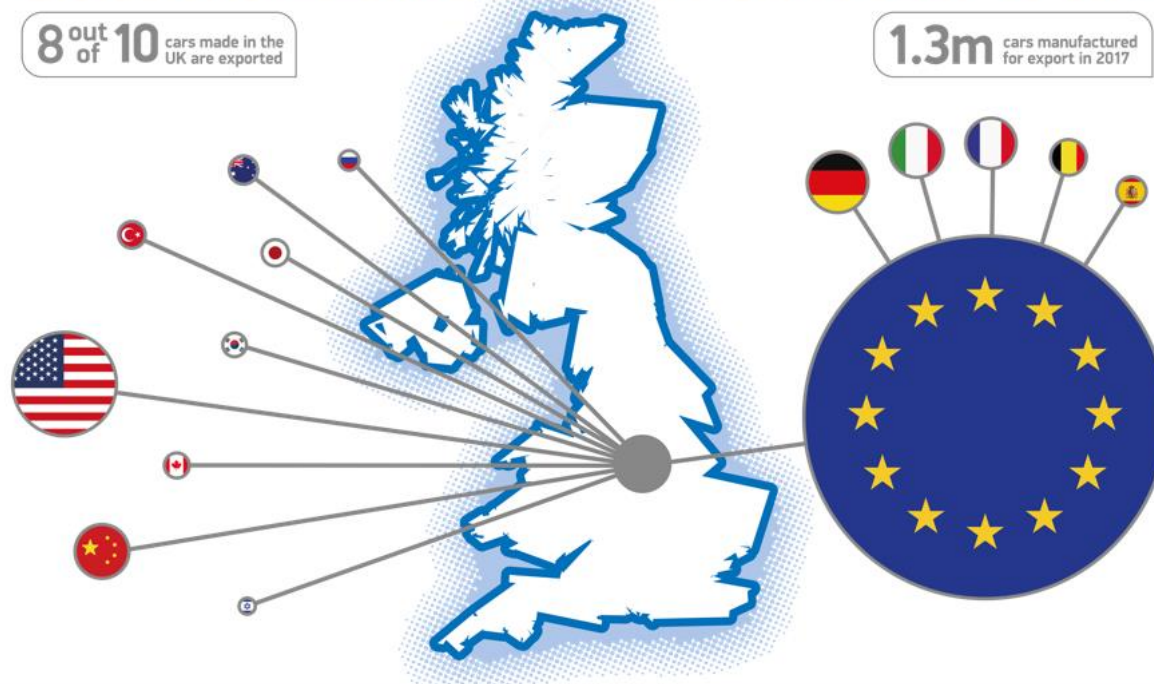 8 out of 10 cars made in the
UK are exported
1.3m cars manufactured
for export in 2017